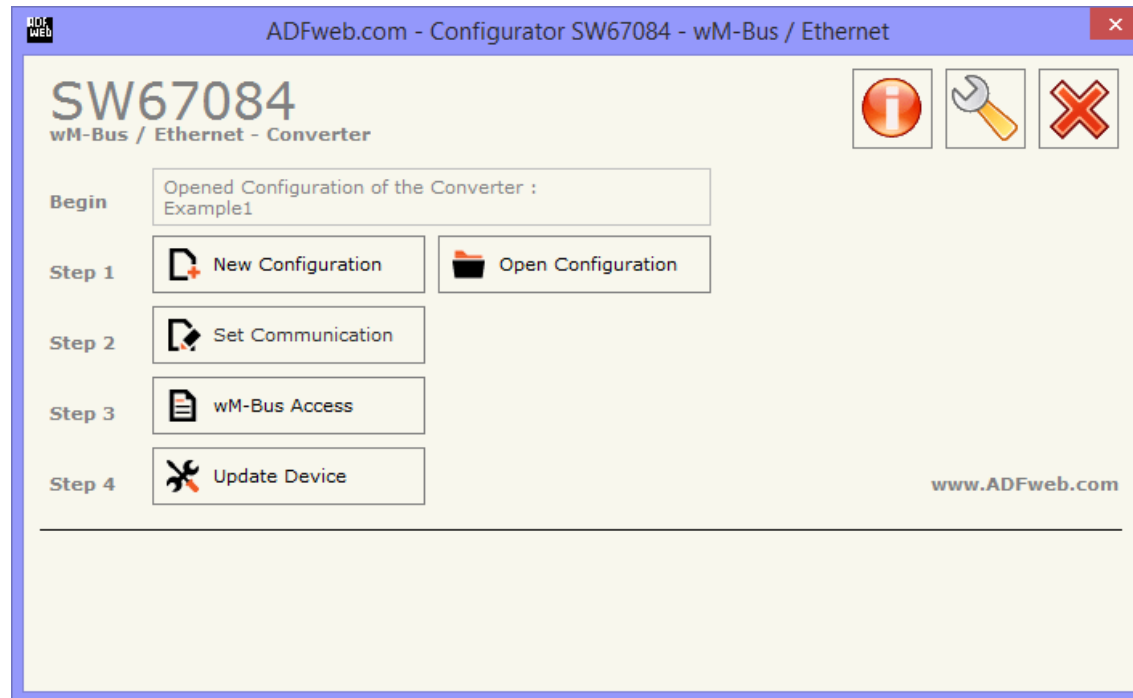 ADF
WEB
ADFweb.com - Configurator SW67084 - wM-Bus / Ethernet
SW67084
wM-Bus / Ethernet - Converter
Begin
Opened Configuration of the Converter :
Example1
Step 1
New Configuration
Open Configuration
Step 2
Set Communication
Step 3
wM-Bus Access
Step 4
Update Device
www.ADFweb.com